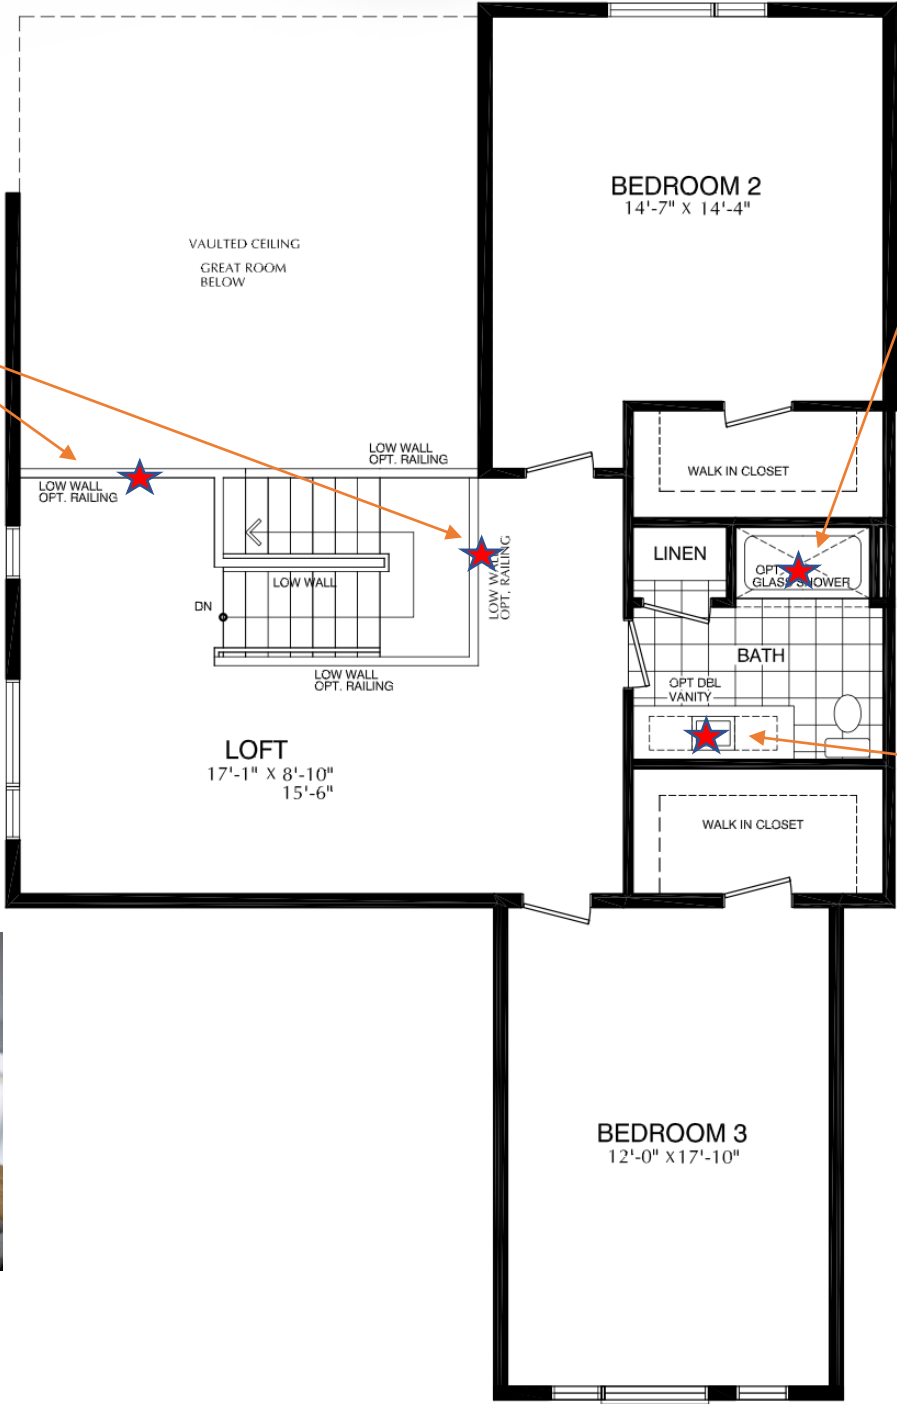 BEDROOM 2
14'-7" X 14'-4"
VAULTED CEILING
GREAT ROOM
BELOW
LOW WALL
OPT. RAILING
LOW WALL
OPT. RAILING
WALK IN CLOSET
LINEN
OPT
GLASS SHOWER
LOW WALL
OPT. RAILING
LOW WALL
DN
BATH
LOW WALL
OPT. RAILING
OPT DBL
VANITY
LOFT
17'-1" X 8'-10"
15'-6"
WALK IN CLOSET
BEDROOM 3
12'-0" X 17'-10"